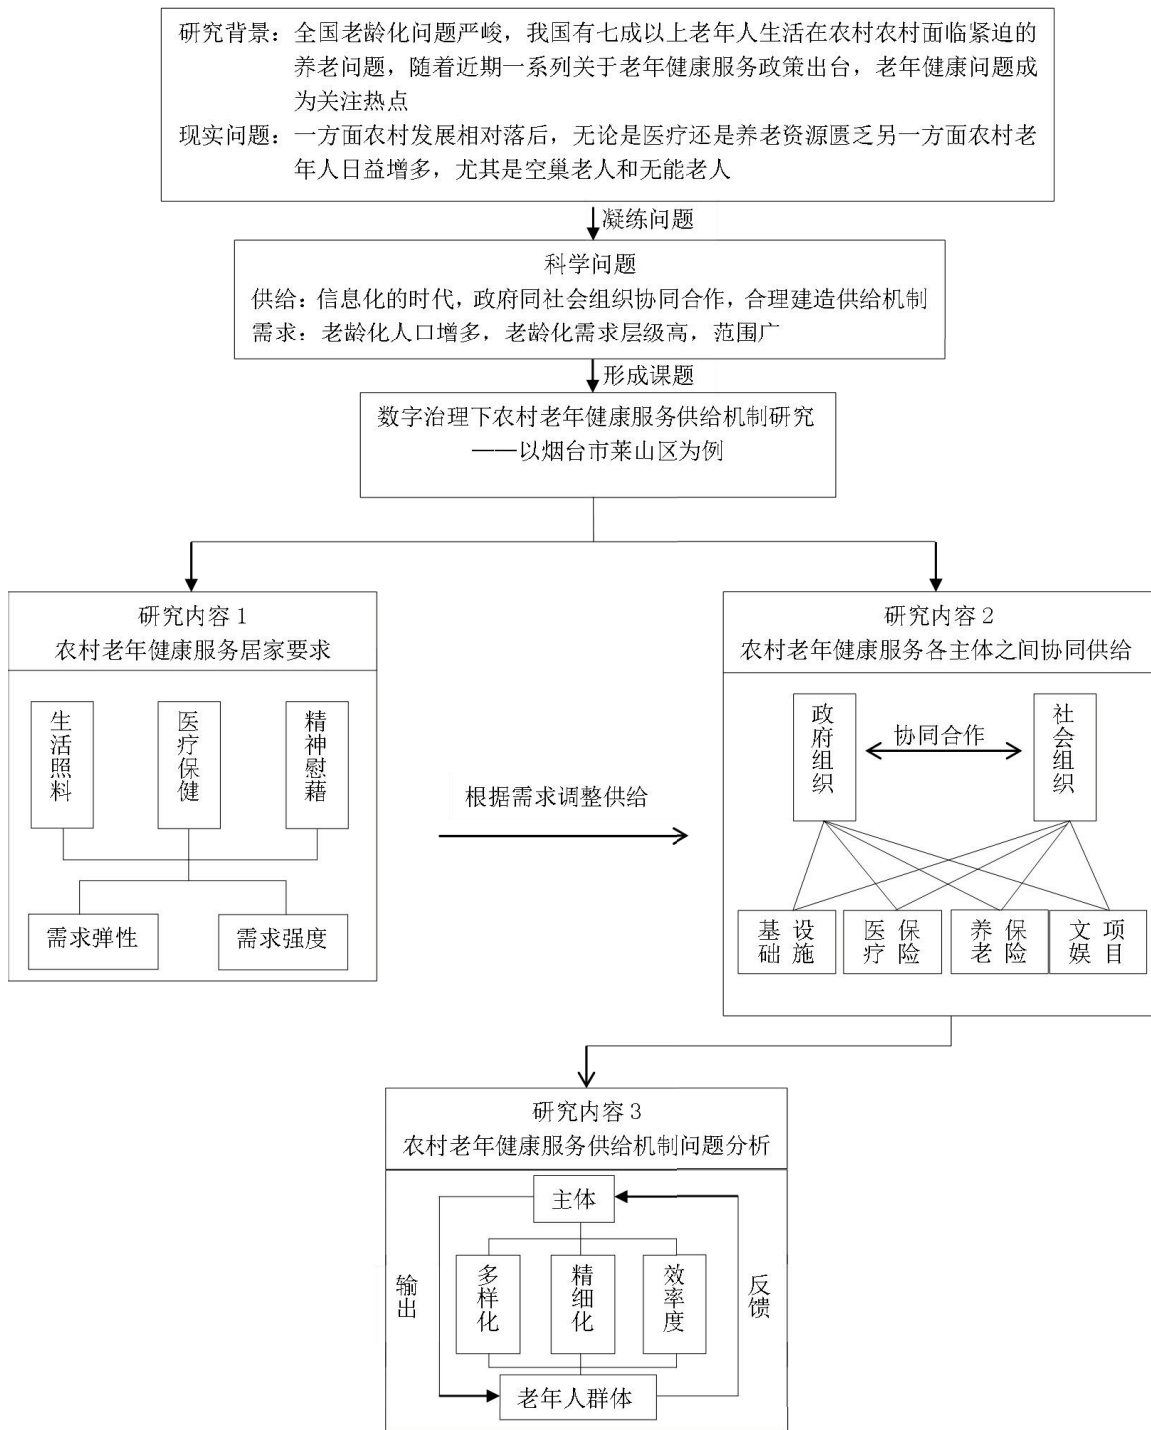 研究背景：全国老龄化问题严峻，我国有七成以上老年人生活在农村农村面临紧迫的
养老问题，随着近期一系列关于老年健康服务政策出台，老年健康问题成
为关注热点
现实问题：一方面农村发展相对落后，无论是医疗还是养老资源匮乏另一方面农村老
年人日益增多，尤其是空巢老人和无能老人
凝练问题
科学问题
供给：信息化的时代，政府同社会组织协同合作，合理建造供给机制
需求：老龄化人口增多，老龄化需求层级高，范围广
形成课题
数字治理下农村老年健康服务供给机制研究
——以烟台市莱山区为例
研究内容1
农村老年健康服务居家要求
生活照料
医疗保健
精神慰藉
需求弹性
需求强度
根据需求调整供给
研究内容2
农村老年健康服务各主体之间协同供给
政府组织
协同合作
社会组织
基础设施
医疗保险
养老保险
文娱项目
研究内容3
农村老年健康服务供给机制问题分析
主体
输出
多样化
精细化
效率度
反馈
老年人群体